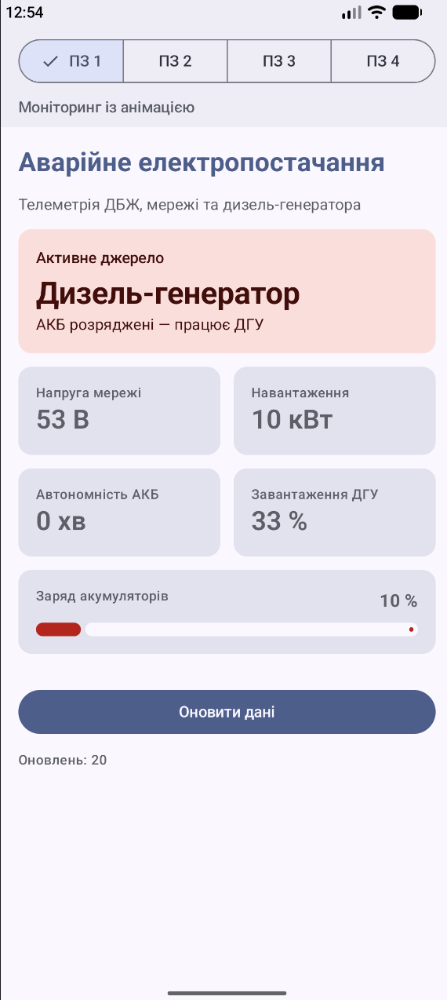 12:54
ПЗ 1 ПЗ 2 ПЗ 3 ПЗ 4
Моніторинг із анімацією
Аварійне електропостачання
Телеметрія ДБЖ, мережі та дизель-генератора
Активне джерело
Дизель-генератор
АКБ розряджені — працює ДГУ
Напруга мережі
53 В
Навантаження
10 кВт
Автономність АКБ
0 хв
Завантаження ДГУ
33 %
Заряд акумуляторів
10 %
Оновити дані
Оновлень: 20